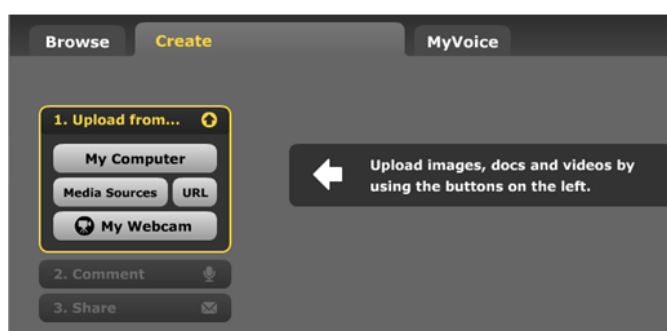 Browse
Create
MyVoice
1. Upload from...
My Computer
Media Sources
URL
My Webcam
2. Comment
3. Share
Upload images, docs and videos by
using the buttons on the left.